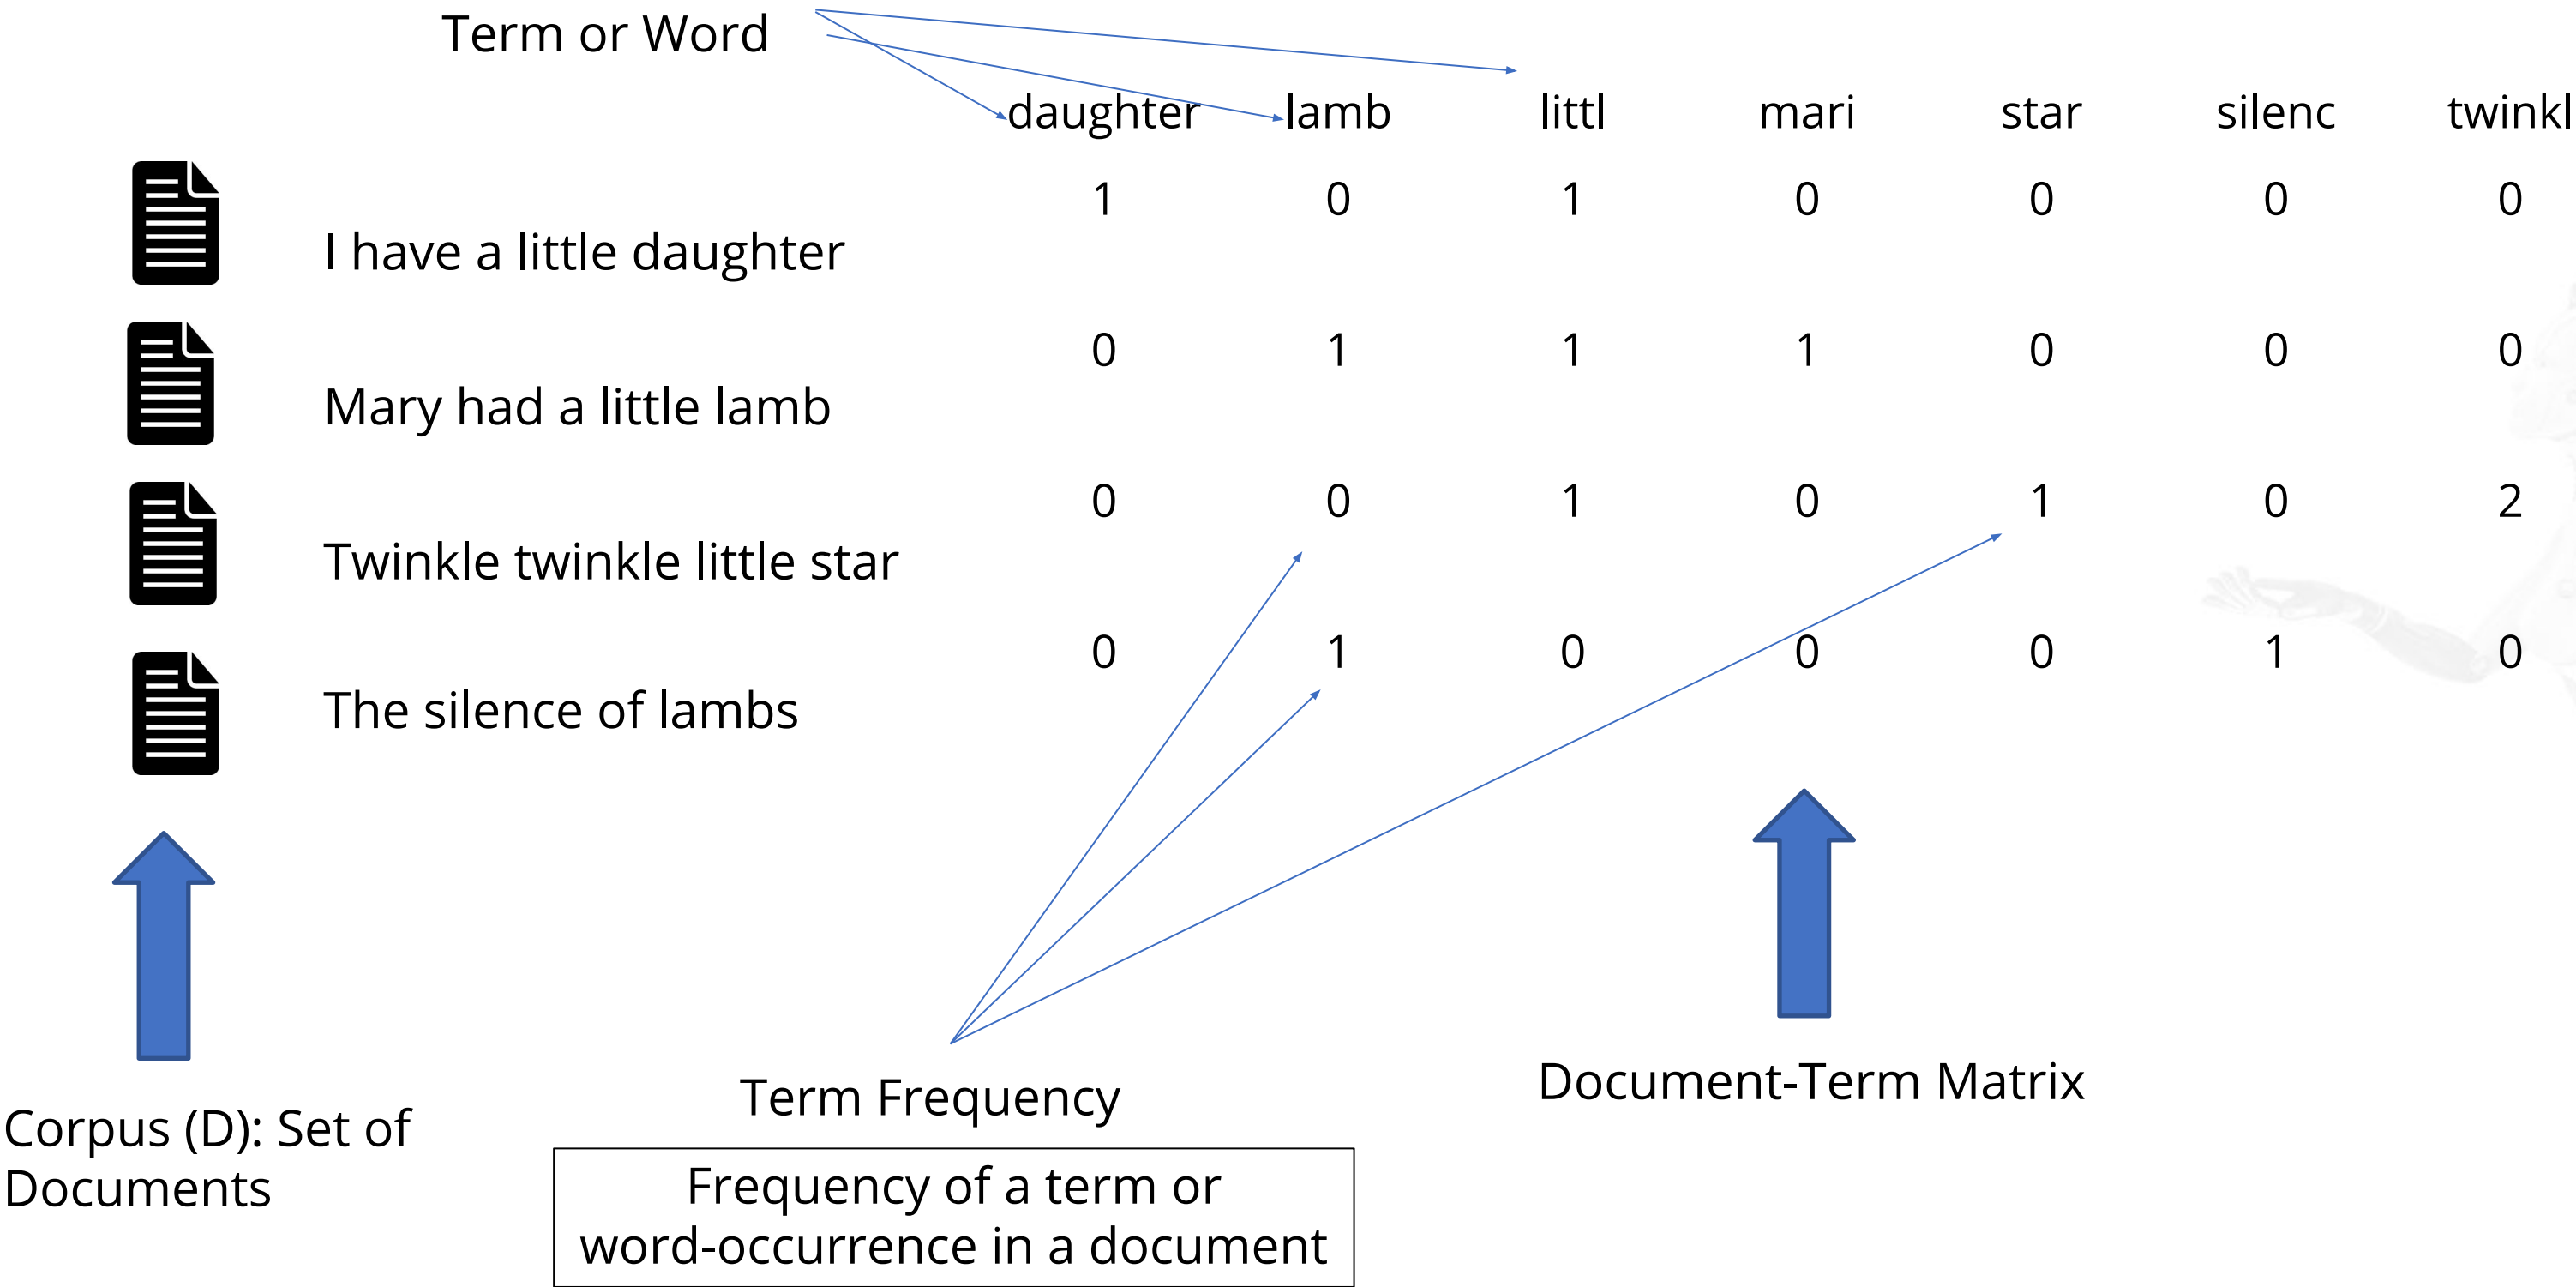 Term or Word
daughter lamb littl mari star silenc twinkl
1 0 1 0 0 0 0
I have a little daughter
0 1 1 1 0 0 0
Mary had a little lamb
0 0 1 0 1 0 2
Twinkle twinkle little star
0 1 0 0 0 1 0
The silence of lambs
Term Frequency
Document-Term Matrix
Corpus (D): Set of
Documents
Frequency of a term or
word-occurrence in a document